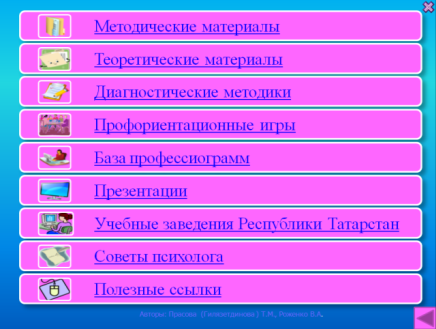 Методические материалы
Теоретические материалы
Диагностические методики
Профориентационные игры
База профессиограмм
Презентации
Учебные заведения Республики Татарстан
Советы психолога
Полезные ссылки
Авторы: Т.М., В.А.